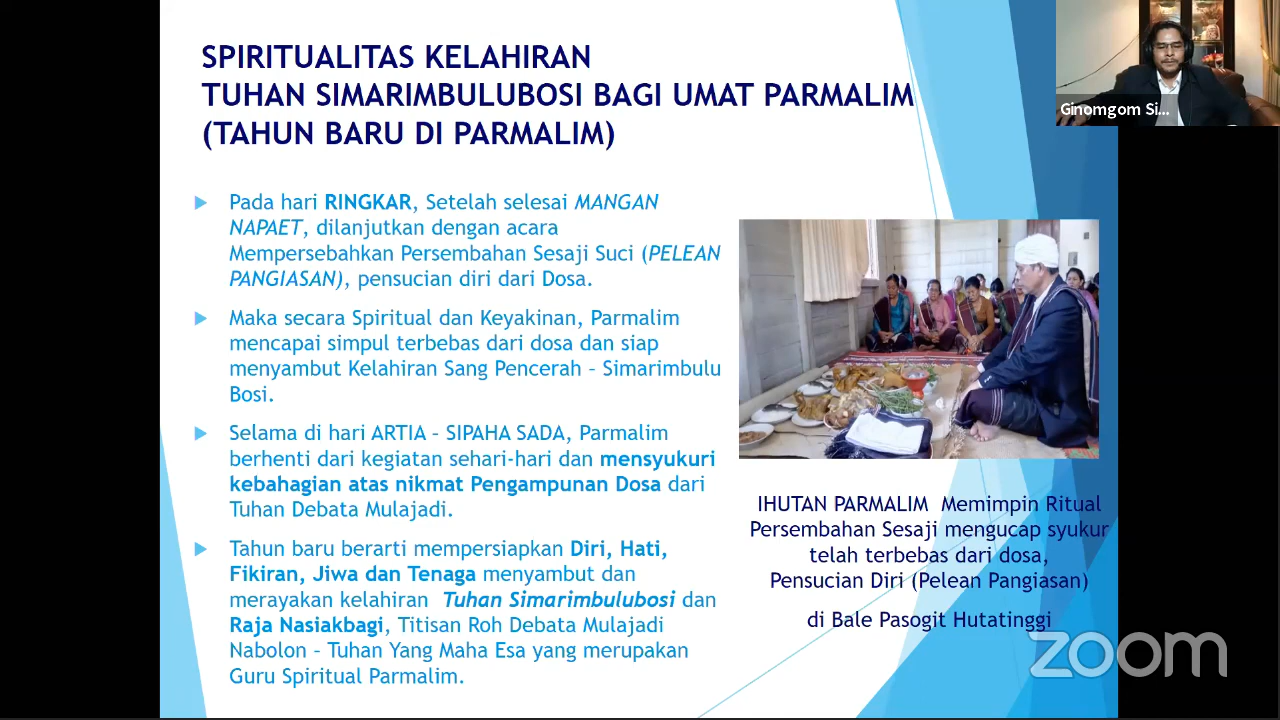 SPIRITUALITAS KELAHIRAN
TUHAN SIMARIMBULUBOSI BAGI UMAT PARMALIM
(TAHUN BARU DI PARMALIM)
Pada hari RINGKAR, Setelah selesai MANGAN
NAPAET, dilanjutkan dengan acara
Mempersebahkan Persembahan Sesaji Suci (PELEAN
PANGIASAN), pensucian diri dari Dosa.
Maka secara Spiritual dan Keyakinan, Parmalim
mencapai simpul terbebas dari dosa dan siap
menyambut Kelahiran Sang Pencerah – Simarimbulu
Bosi.
Selama di hari ARTIA – SIPAHA SADA, Parmalim
berhenti dari kegiatan sehari-hari dan mensyukuri
kebahagian atas nikmat Pengampunan Dosa dari
Tuhan Debata Mulajadi.
Tahun baru berarti mempersiapkan Diri, Hati,
Fikiran, Jiwa dan Tenaga menyambut dan
merayakan kelahiran Tuhan Simarimbulubosi dan
Raja Nasiakbagi, Titisan Roh Debata Mulajadi
Nabolon – Tuhan Yang Maha Esa yang merupakan
Guru Spiritual Parmalim.
IHUTAN PARMALIM Memimpin Ritual
Persembahan Sesaji mengucap syukur
telah terbebas dari dosa,
Pensucian Diri (Pelean Pangiasan)
di Bale Pasogit Hutatinggi
Ginomgom Si...
zoom